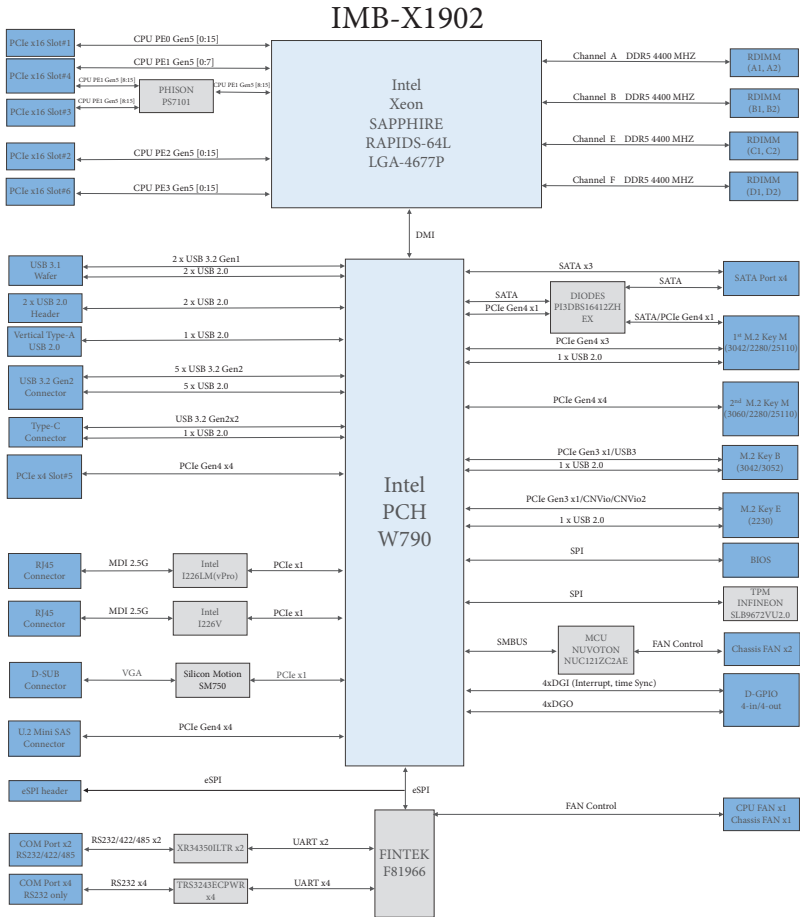 IMB-X1902
PCIe x16 Slot#1
CPU PE0 Gen5 [0:15]
PCIe x16 Slot#4
CPU PE1 Gen5 [0:7]
CPU PE1 Gen5 [8:15]
PHISON
PS7101
CPU PE1 Gen5 [8:15]
PCIe x16 Slot#3
CPU PE1 Gen5 [8:15]
PCIe x16 Slot#2
CPU PE2 Gen5 [0:15]
PCIe x16 Slot#6
CPU PE3 Gen5 [0:15]
Intel
Xeon
SAPPHIRE
RAPIDS-64L
LGA-4677P
Channel A DDR5 4400 MHZ
RDIMM
(A1, A2)
Channel B DDR5 4400 MHZ
RDIMM
(B1, B2)
Channel E DDR5 4400 MHZ
RDIMM
(C1, C2)
Channel F DDR5 4400 MHZ
RDIMM
(D1, D2)
DMI
USB 3.1
Wafer
2 x USB 3.2 Gen1
2 x USB 2.0
2 x USB 2.0
Header
2 x USB 2.0
Vertical Type-A
USB 2.0
1 x USB 2.0
USB 3.2 Gen2
Connector
5 x USB 3.2 Gen2
5 x USB 2.0
Type-C
Connector
USB 3.2 Gen2x2
1 x USB 2.0
PCIe x4 Slot#5
PCIe Gen4 x4
RJ45
Connector
MDI 2.5G
Intel
I226LM(vPro)
PCIe x1
RJ45
Connector
MDI 2.5G
Intel
I226V
PCIe x1
D-SUB
Connector
VGA
Silicon Motion
SM750
PCIe x1
U.2 Mini SAS
Connector
PCIe Gen4 x4
Intel
PCH
W790
SATA x3
SATA Port x4
SATA
PCIe Gen4 x1
DIODES
PI3DBS16412ZH
EX
SATA
SATA/PCIe Gen4 x1
PCIe Gen4 x3
1 x USB 2.0
1st M.2 Key M
(3042/2280/25110)
PCIe Gen4 x4
2nd M.2 Key M
(3060/2280/25110)
PCIe Gen3 x1/USB3
1 x USB 2.0
M.2 Key B
(3042/3052)
PCIe Gen3 x1/CNVio/CNVio2
1 x USB 2.0
M.2 Key E
(2230)
SPI
BIOS
SPI
TPM
INFINEON
SLB9672VU2.0
SMBUS
MCU
NUVOTON
NUC121ZC2AE
FAN Control
Chassis FAN x2
4xDGI (Interrupt, time Sync)
4xDGO
D-GPIO
4-in/4-out
eSPI header
eSPI
eSPI
FINTEK
F81966
FAN Control
CPU FAN x1
Chassis FAN x1
COM Port x2
RS232/422/485
RS232/422/485 x2
XR34350ILTR x2
UART x2
COM Port x4
RS232 only
RS232 x4
TRS3243ECPWR
x4
UART x4